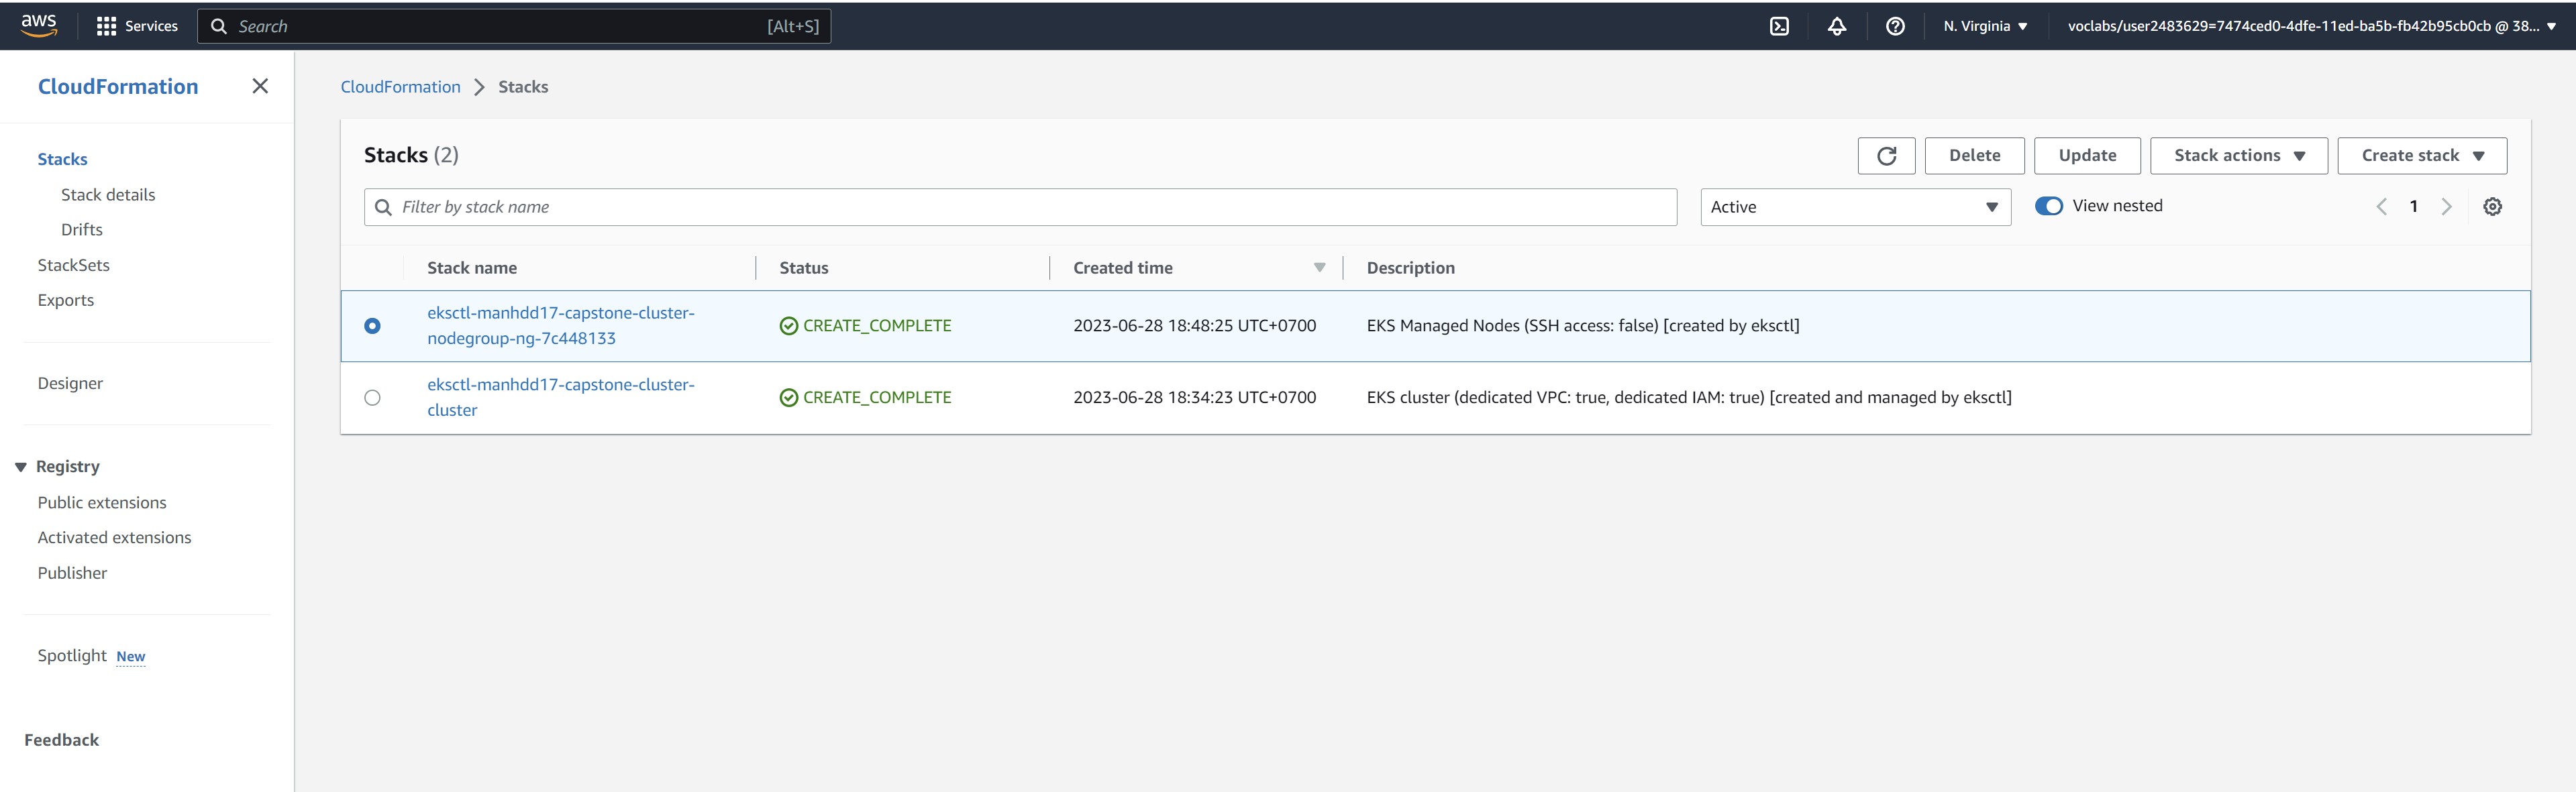 aws
Services
Search
[Alt+S]
N. Virginia
voclabs/user2483629=7474ced0-4dfe-11ed-ba5b-fb42b95cb0cb @ 38...
CloudFormation
Stacks
Stack details
Drifts
StackSets
Exports
Designer
Registry
Public extensions
Activated extensions
Publisher
Spotlight New
Feedback
CloudFormation
Stacks
Stacks (2)
Delete
Update
Stack actions
Create stack
Filter by stack name
Active
View nested
1
Stack name
Status
Created time
Description
eksctl-manhdd17-capstone-cluster-
nodegroup-ng-7c448133
CREATE_COMPLETE
2023-06-28 18:48:25 UTC+0700
EKS Managed Nodes (SSH access: false) [created by eksctl]
eksctl-manhdd17-capstone-cluster-
cluster
CREATE_COMPLETE
2023-06-28 18:34:23 UTC+0700
EKS cluster (dedicated VPC: true, dedicated IAM: true) [created and managed by eksctl]